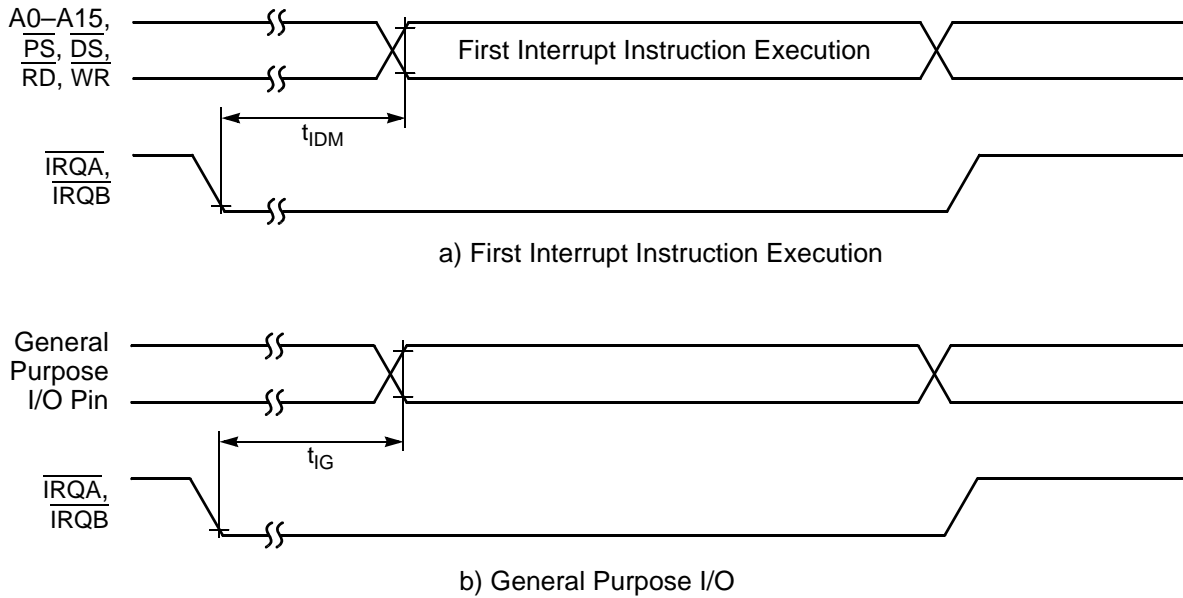 A0–A15,
PS, DS,
RD, WR
First Interrupt Instruction Execution
tIDM
IRQA,
IRQB
a) First Interrupt Instruction Execution
General
Purpose
I/O Pin
tIG
IRQA,
IRQB
b) General Purpose I/O